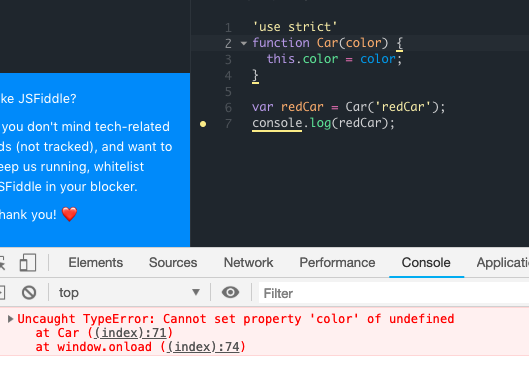 ke JSFiddle?
you don't mind tech-related
ds (not tracked), and want to
eep us running, whitelist
SFiddle in your blocker.
hank you! ❤️
1 'use strict'
2 function Car(color) {
3 this.color = color;
4 }
5
6 var redCar = Car('redCar');
7 console.log(redCar);
Elements Sources Network Performance Console Applicati
top Filter
Uncaught TypeError: Cannot set property 'color' of undefined
at Car ((index):71)
at window.onload ((index):74)